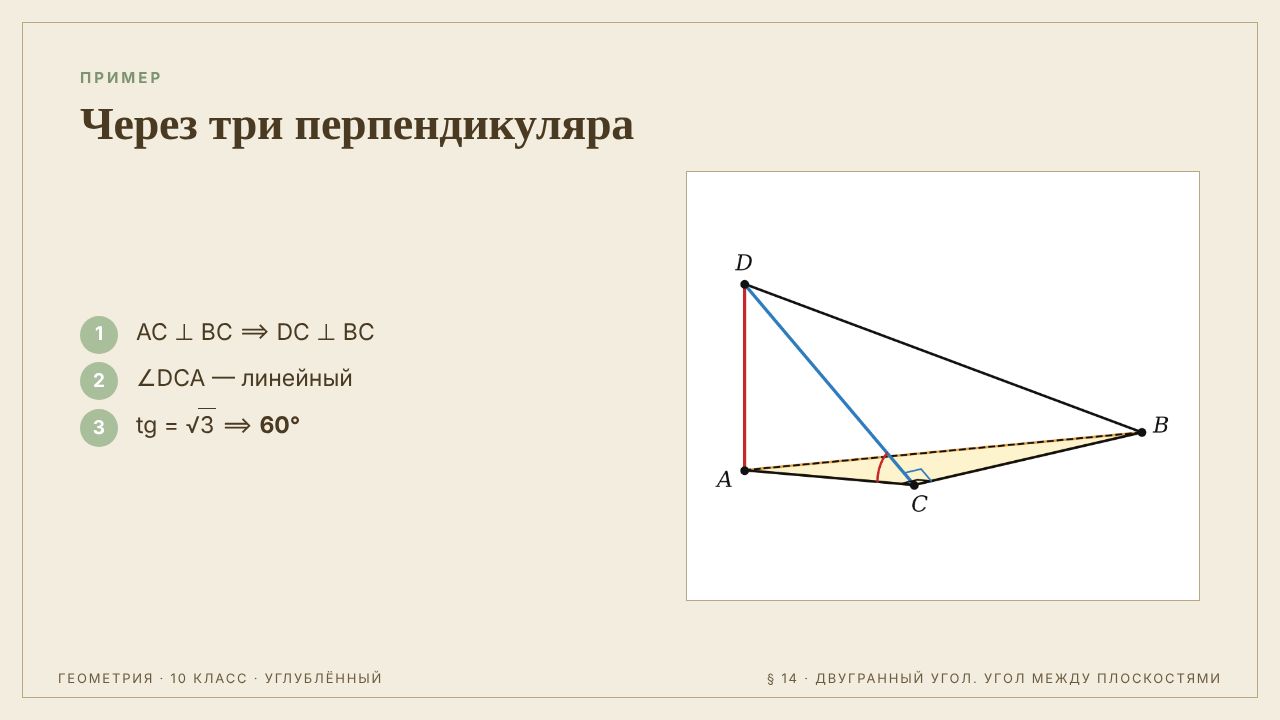 ПРИМЕР
Через три перпендикуляра
1 AC ⊥ BC ⟹ DC ⊥ BC
2 ∠DCA — линейный
3 tg = √3 ⟹ 60°
D
B
A
C
ГЕОМЕТРИЯ · 10 КЛАСС · УГЛУБЛЁННЫЙ
§ 14 · ДВУГРАННЫЙ УГОЛ. УГОЛ МЕЖДУ ПЛОСКОСТЯМИ